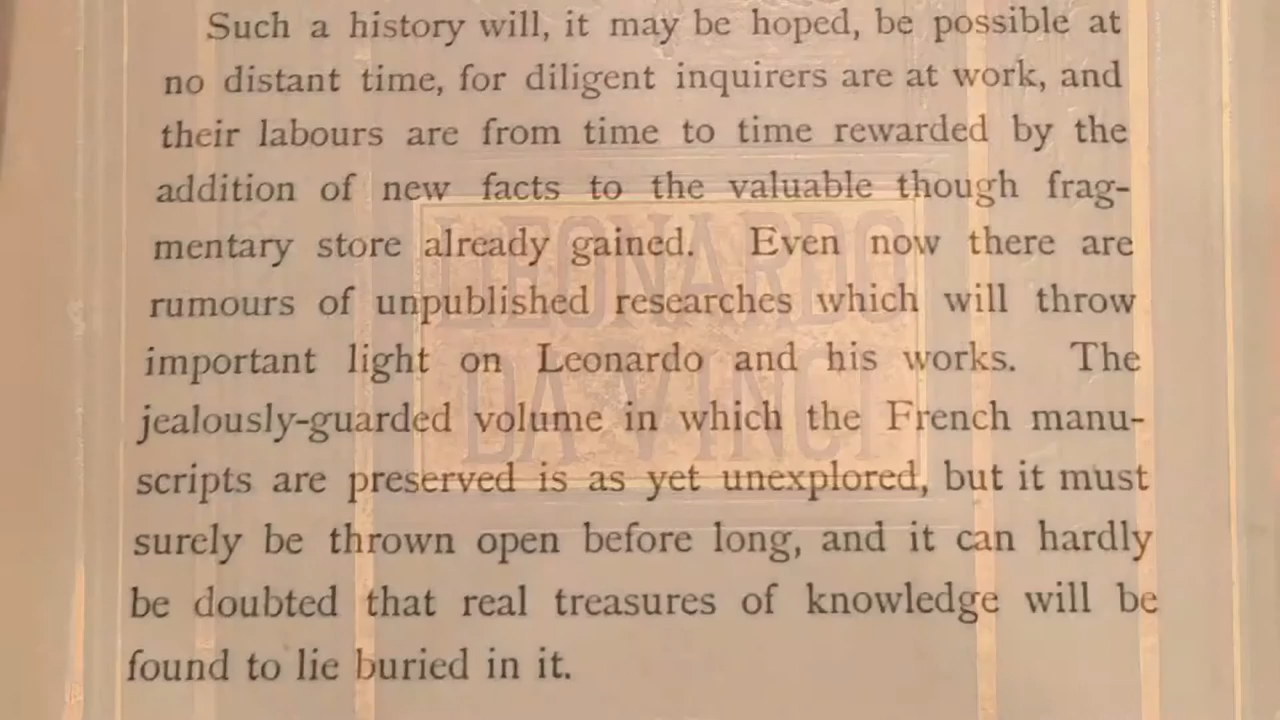 Such a history will, it may be hoped, be possible at
no distant time, for diligent inquirers are at work, and
their labours are from time to time rewarded by the
addition of new facts to the valuable though frag-
mentary store already gained. Even now there are
rumours of unpublished researches which will throw
important light on Leonardo and his works. The
jealously-guarded volume in which the French manu-
scripts are preserved is as yet unexplored, but it must
surely be thrown open before long, and it can hardly
be doubted that real treasures of knowledge will be
found to lie buried in it.
LEONARDO
DA VINCI